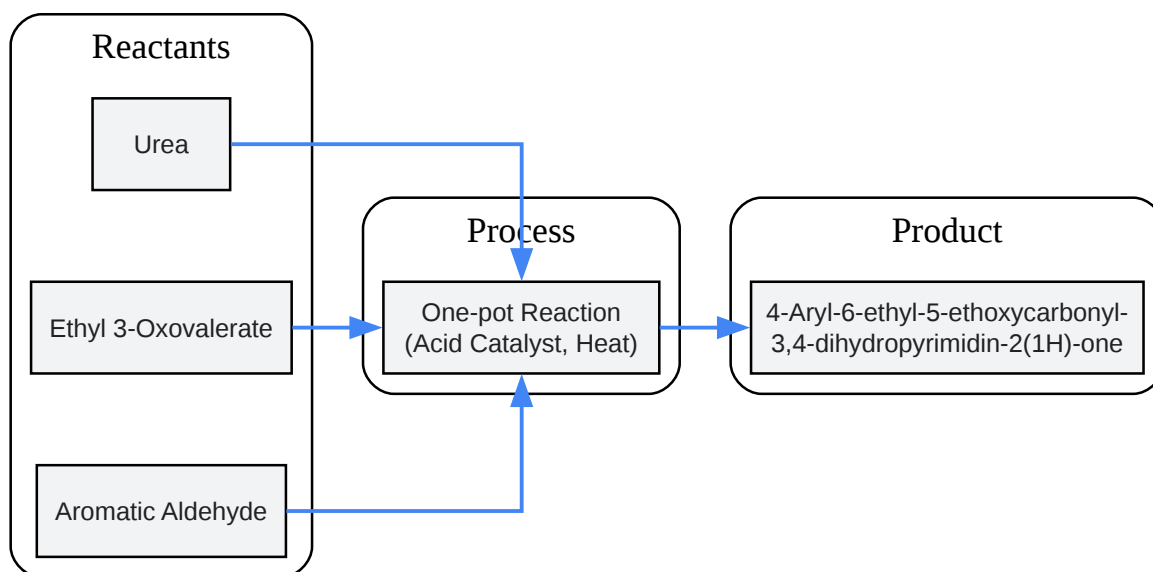 Reactants
Urea
Ethyl 3-Oxovalerate
Aromatic Aldehyde
Process
One-pot Reaction
(Acid Catalyst, Heat)
Product
4-Aryl-6-ethyl-5-ethoxycarbonyl-
3,4-dihydropyrimidin-2(1H)-one